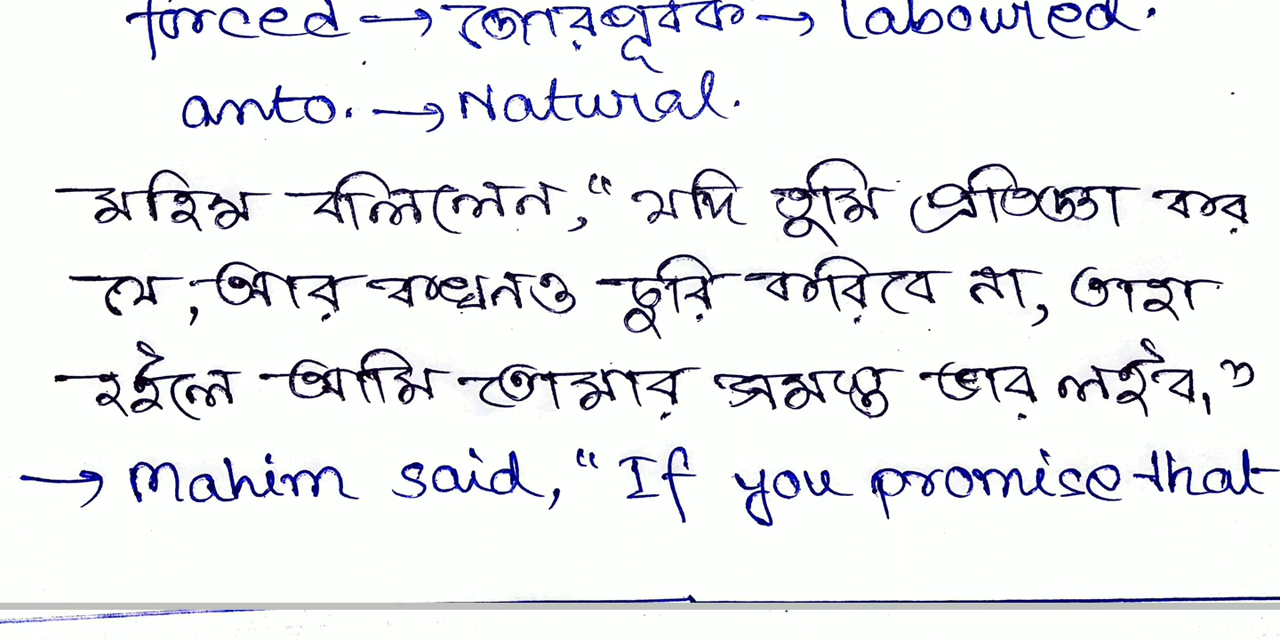 forced → জোরপূর্বক → laboured.
anto. → Natural.
মহিম বলিলেন, "যদি তুমি প্রতিজ্ঞা কর
যে, আর কখনও চুরি করিবে না, তাহা
হইলে আমি তোমার সমস্ত ভার লইব।"
→ Mahim said, "If you promise that